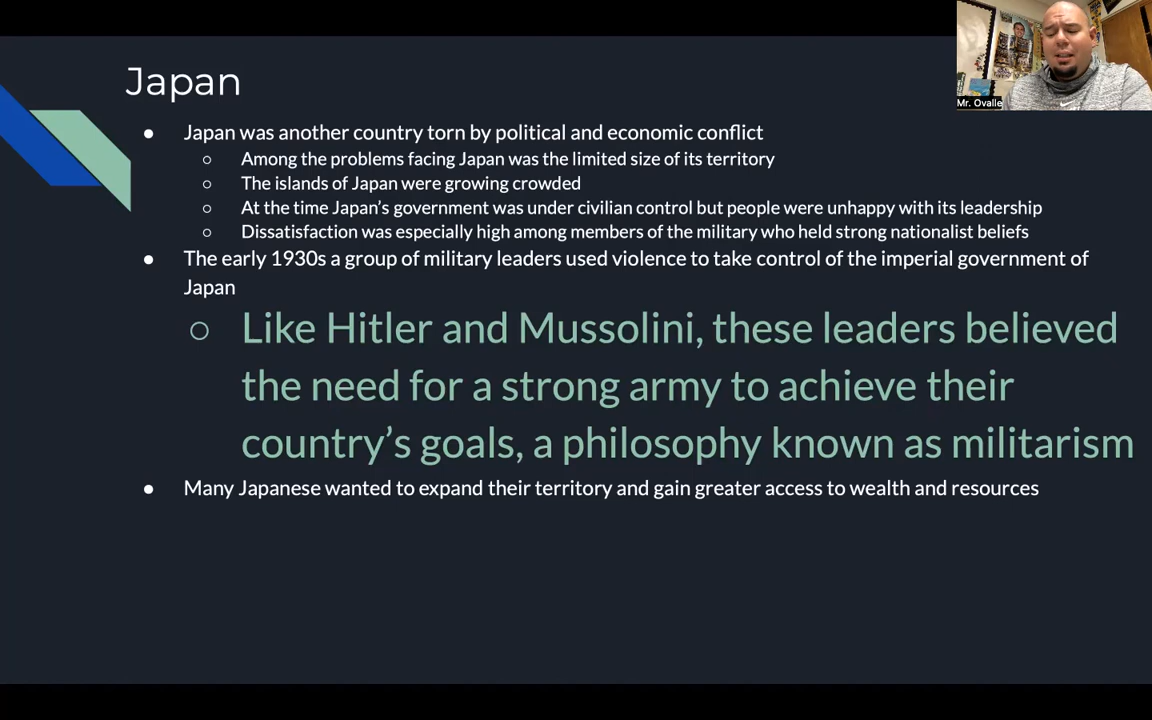 Japan
Mr. Ovalle
● Japan was another country torn by political and economic conflict
○ Among the problems facing Japan was the limited size of its territory
○ The islands of Japan were growing crowded
○ At the time Japan’s government was under civilian control but people were unhappy with its leadership
○ Dissatisfaction was especially high among members of the military who held strong nationalist beliefs
● The early 1930s a group of military leaders used violence to take control of the imperial government of
Japan
○ Like Hitler and Mussolini, these leaders believed
the need for a strong army to achieve their
country’s goals, a philosophy known as militarism
● Many Japanese wanted to expand their territory and gain greater access to wealth and resources